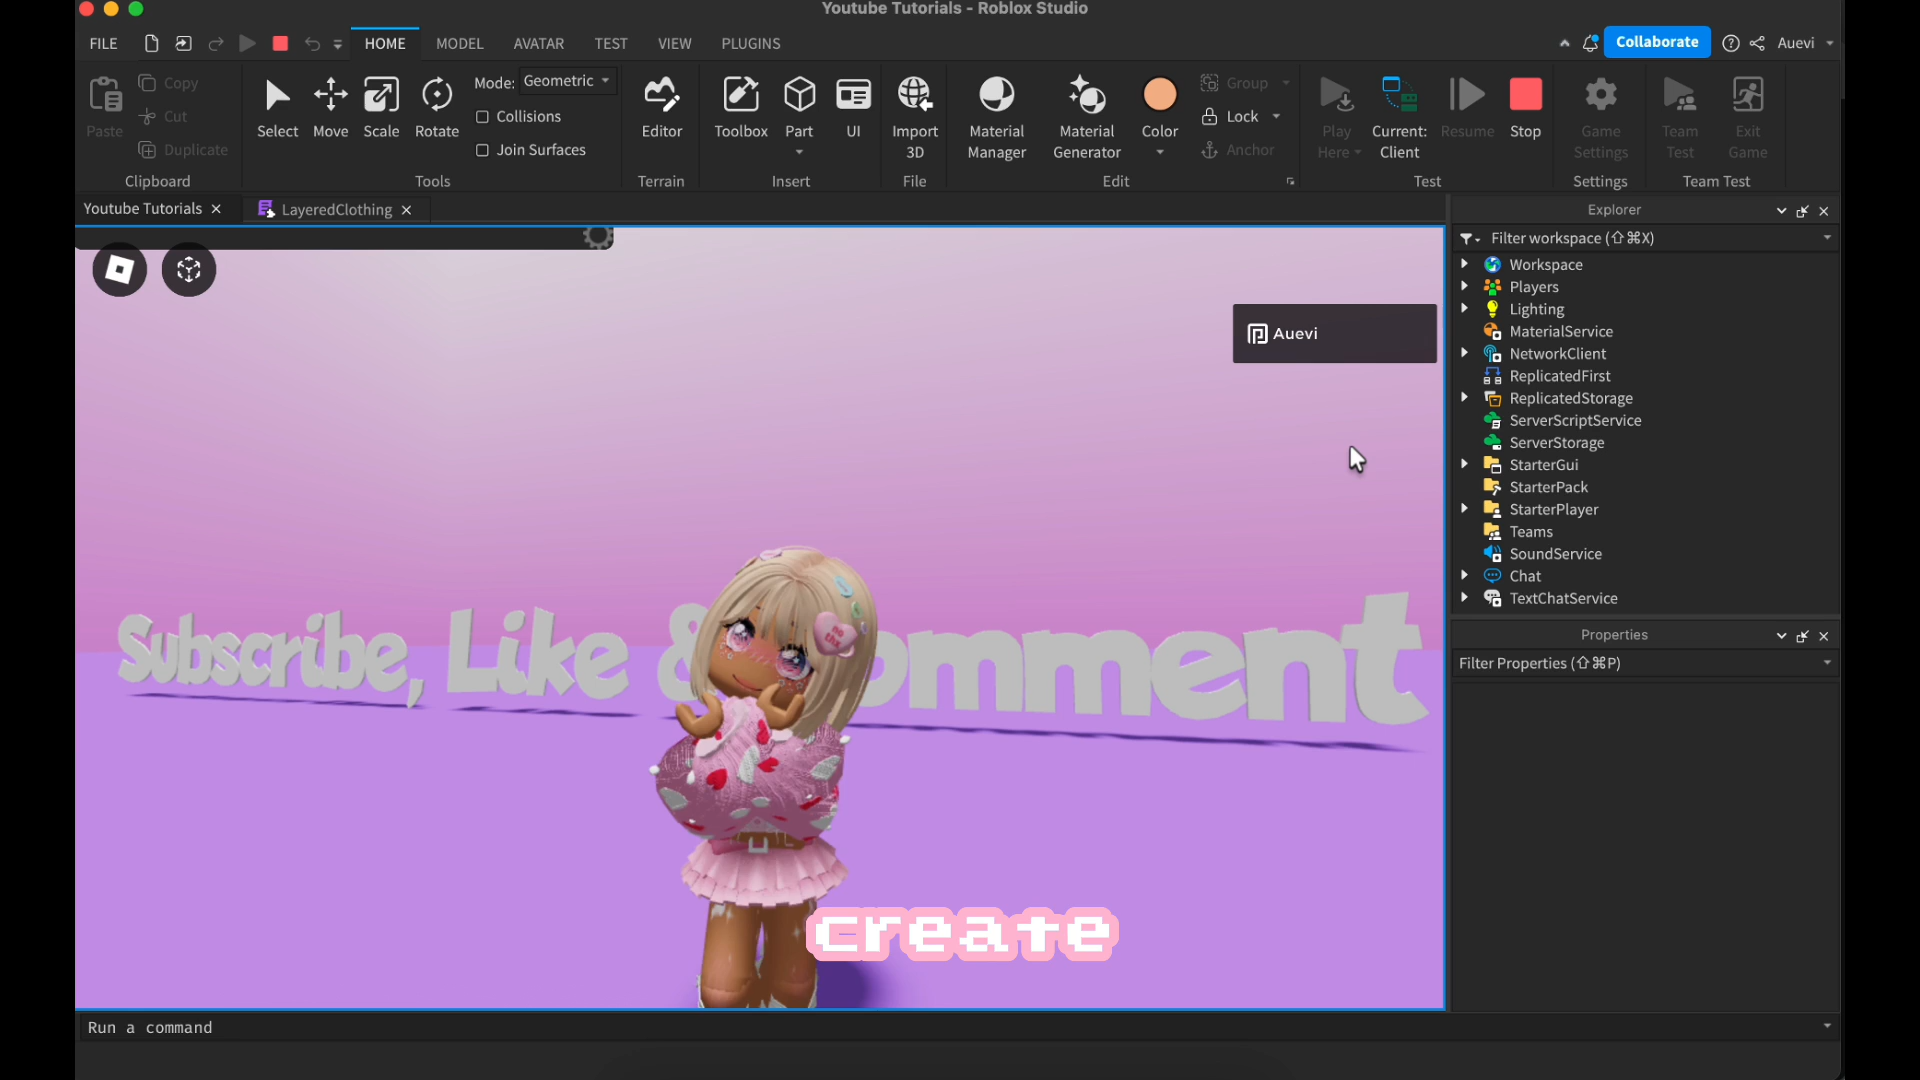 Youtube Tutorials - Roblox Studio
FILE HOME MODEL AVATAR TEST VIEW PLUGINS Collaborate Auevi
Paste Copy Cut Duplicate
Clipboard
Select Move Scale Rotate
Mode: Geometric
Collisions
Join Surfaces
Tools
Editor
Terrain
Toolbox Part UI
Insert
Import 3D
File
Material Manager
Material Generator
Color
Group
Lock
Anchor
Edit
Play Here
Current: Client
Resume
Stop
Test
Game Settings
Settings
Team Test
Exit Game
Team Test
Youtube Tutorials
LayeredClothing
Auevi
Subscribe, Like & omment
no thx
create
Explorer
Filter workspace (⇧⌘X)
Workspace
Players
Lighting
MaterialService
NetworkClient
ReplicatedFirst
ReplicatedStorage
ServerScriptService
ServerStorage
StarterGui
StarterPack
StarterPlayer
Teams
SoundService
Chat
TextChatService
Properties
Filter Properties (⇧⌘P)
Run a command